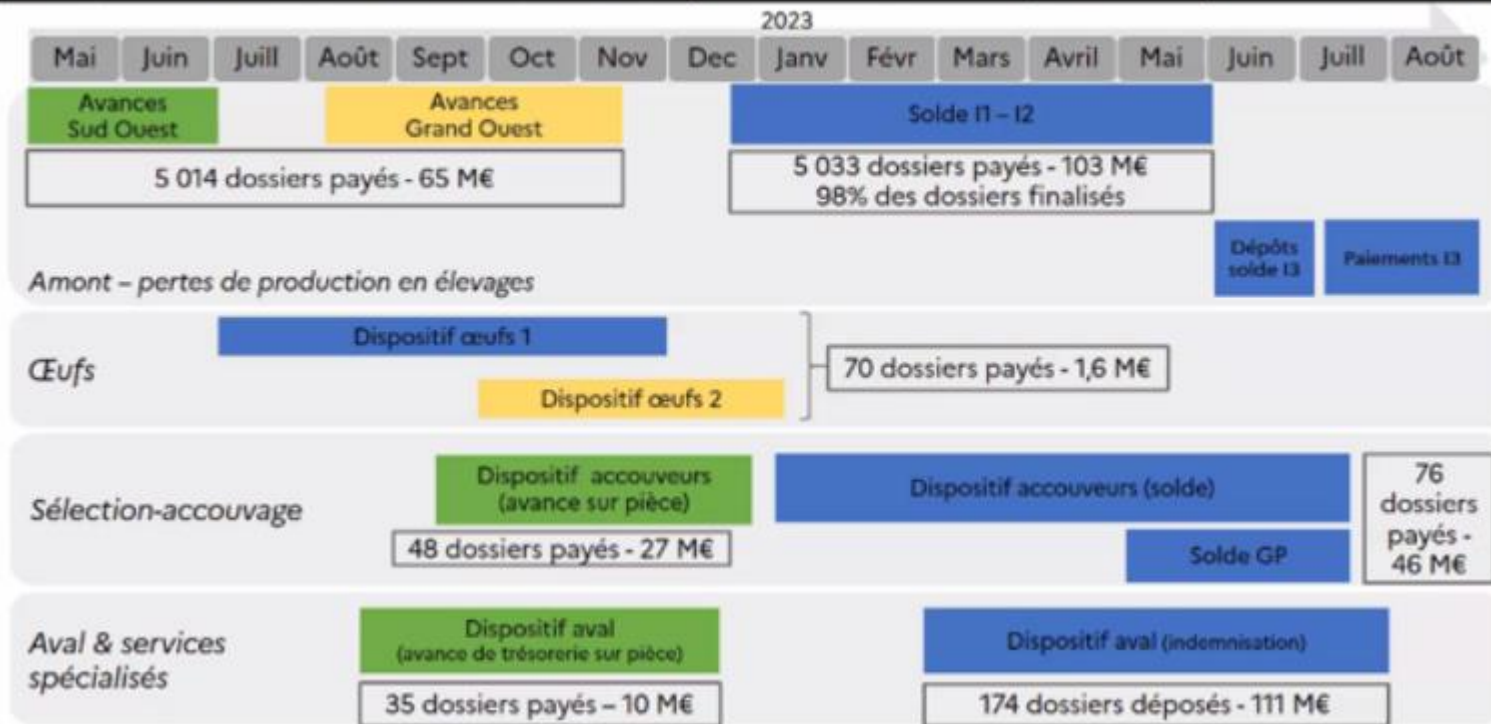 2023
Mai Juin Juill Août Sept Oct Nov Dec Janv Févr Mars Avril Mai Juin Juill Août
Avances
Sud Ouest
Avances
Grand Ouest
Solde I1 – I2
5 014 dossiers payés - 65 M€
5 033 dossiers payés - 103 M€
98% des dossiers finalisés
Dépôts
solde I3
Paiements I3
Amont – pertes de production en élevages
Œufs
Dispositif œufs 1
Dispositif œufs 2
70 dossiers payés - 1,6 M€
Sélection-accouvage
Dispositif accouveurs
(avance sur pièce)
48 dossiers payés - 27 M€
Dispositif accouveurs (solde)
Solde GP
76
dossiers
payés -
46 M€
Aval & services
spécialisés
Dispositif aval
(avance de trésorerie sur pièce)
35 dossiers payés – 10 M€
Dispositif aval (indemnisation)
174 dossiers déposés - 111 M€